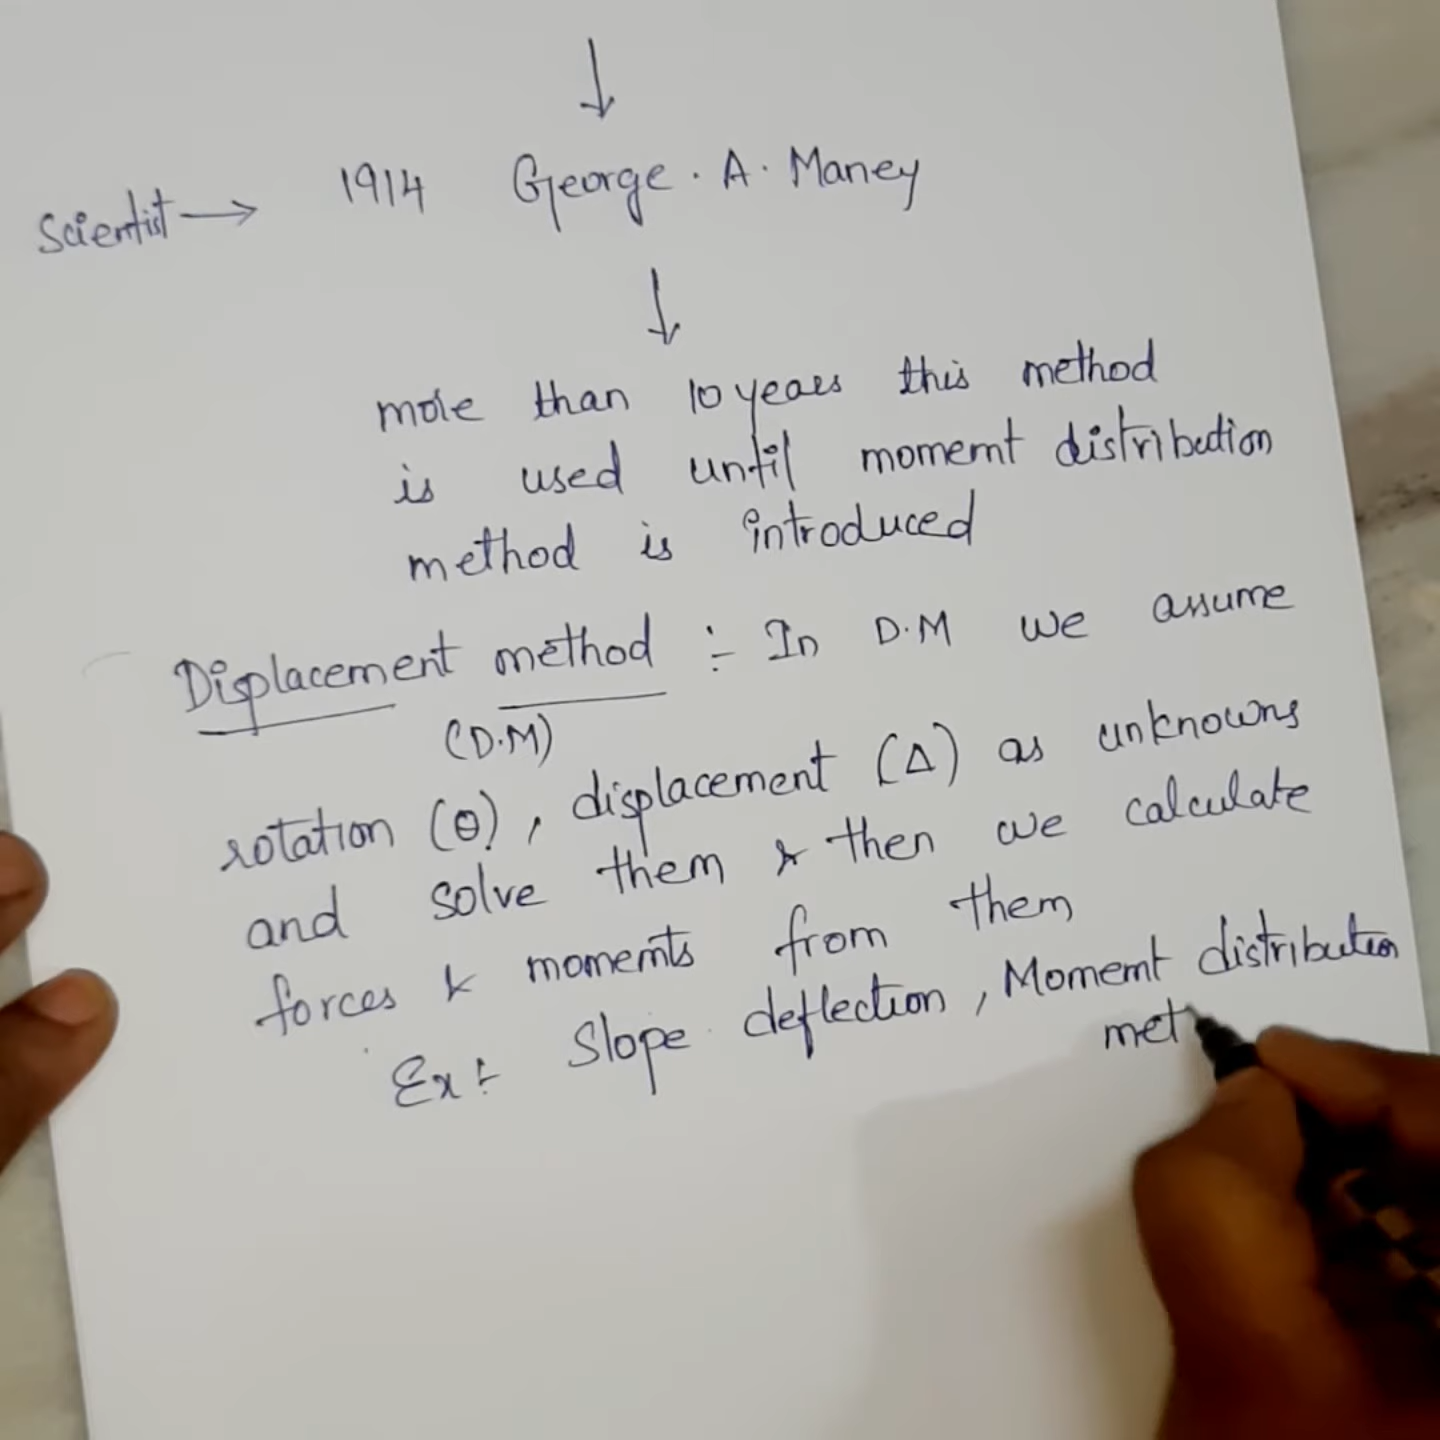 ↓
Scientist → 1914 George. A. Maney
↓
more than 10 years this method
is used until moment distribution
method is introduced
Displacement method :- In D.M we assume
(D.M)
rotation (θ), displacement (Δ) as unknowns
and solve them & then we calculate
forces & moments from them
Ex:- Slope deflection, Moment distribution
met